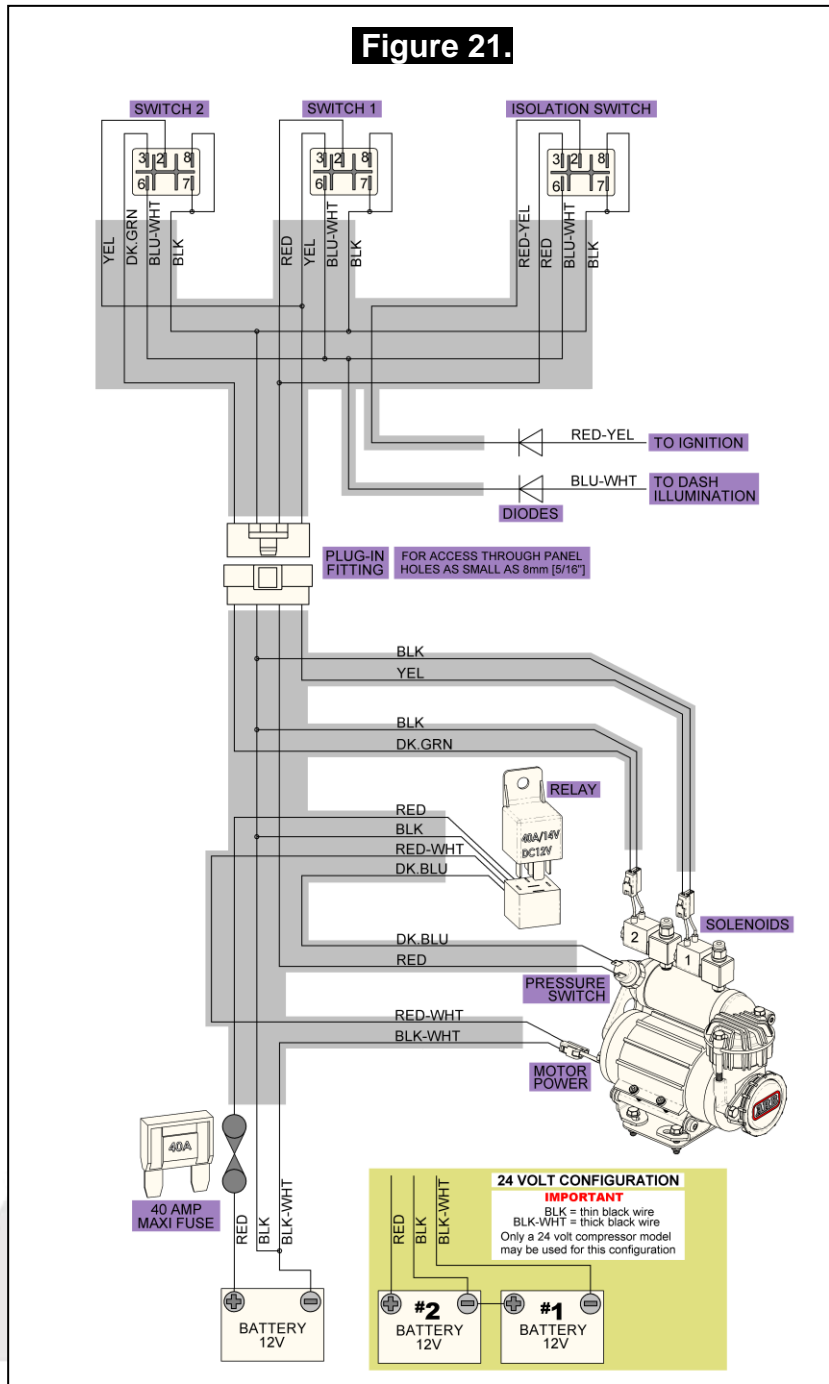 Figure 21.
SWITCH 2
SWITCH 1
ISOLATION SWITCH
3 2 8
6 7
3 2 8
6 7
3 2 8
6 7
YEL
DK.GRN
BLU-WHT
BLK
RED
YEL
BLU-WHT
BLK
RED-YEL
RED
BLU-WHT
BLK
RED-YEL
TO IGNITION
BLU-WHT
TO DASH
ILLUMINATION
DIODES
PLUG-IN
FITTING
FOR ACCESS THROUGH PANEL
HOLES AS SMALL AS 8mm [5/16"]
BLK
YEL
BLK
DK.GRN
RELAY
RED
BLK
RED-WHT
DK.BLU
40A/14V
DC12V
2
1
SOLENOIDS
DK.BLU
RED
PRESSURE
SWITCH
RED-WHT
BLK-WHT
MOTOR
POWER
ARB
40A
40 AMP
MAXI FUSE
RED
BLK
BLK-WHT
+ −
BATTERY
12V
24 VOLT CONFIGURATION
IMPORTANT
BLK = thin black wire
BLK-WHT = thick black wire
Only a 24 volt compressor model
may be used for this configuration
RED
BLK
BLK-WHT
+ #2 −
BATTERY
12V
+ #1 −
BATTERY
12V